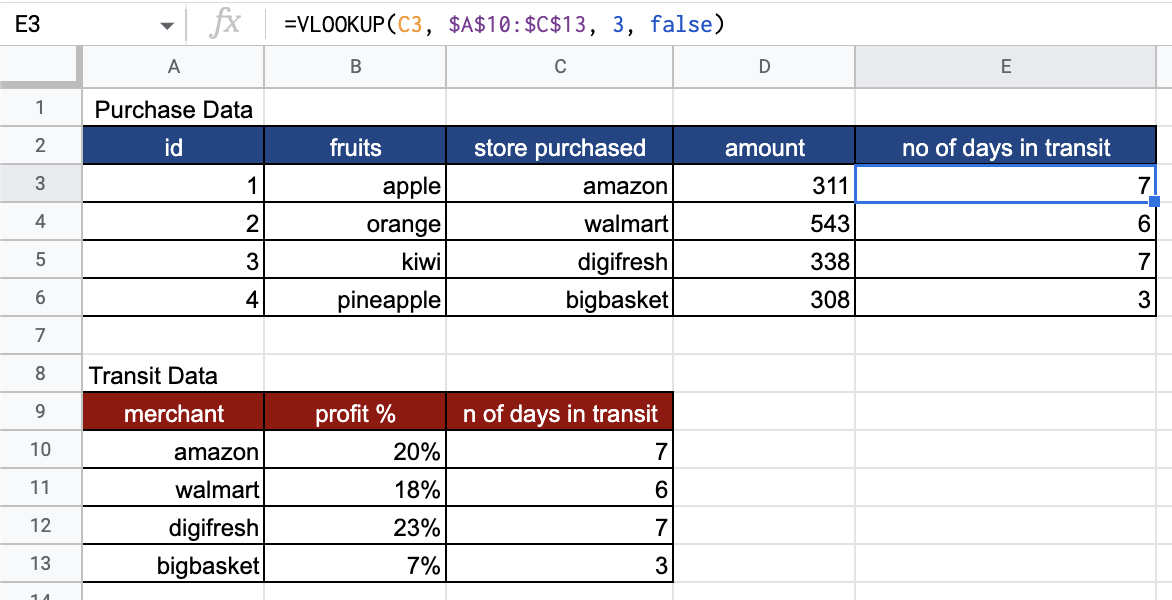 E3 fx =VLOOKUP(C3, $A$10:$C$13, 3, false)
A B C D E
1 Purchase Data
2 id fruits store purchased amount no of days in transit
3 1 apple amazon 311 7
4 2 orange walmart 543 6
5 3 kiwi digifresh 338 7
6 4 pineapple bigbasket 308 3
7
8 Transit Data
9 merchant profit % n of days in transit
10 amazon 20% 7
11 walmart 18% 6
12 digifresh 23% 7
13 bigbasket 7% 3
14